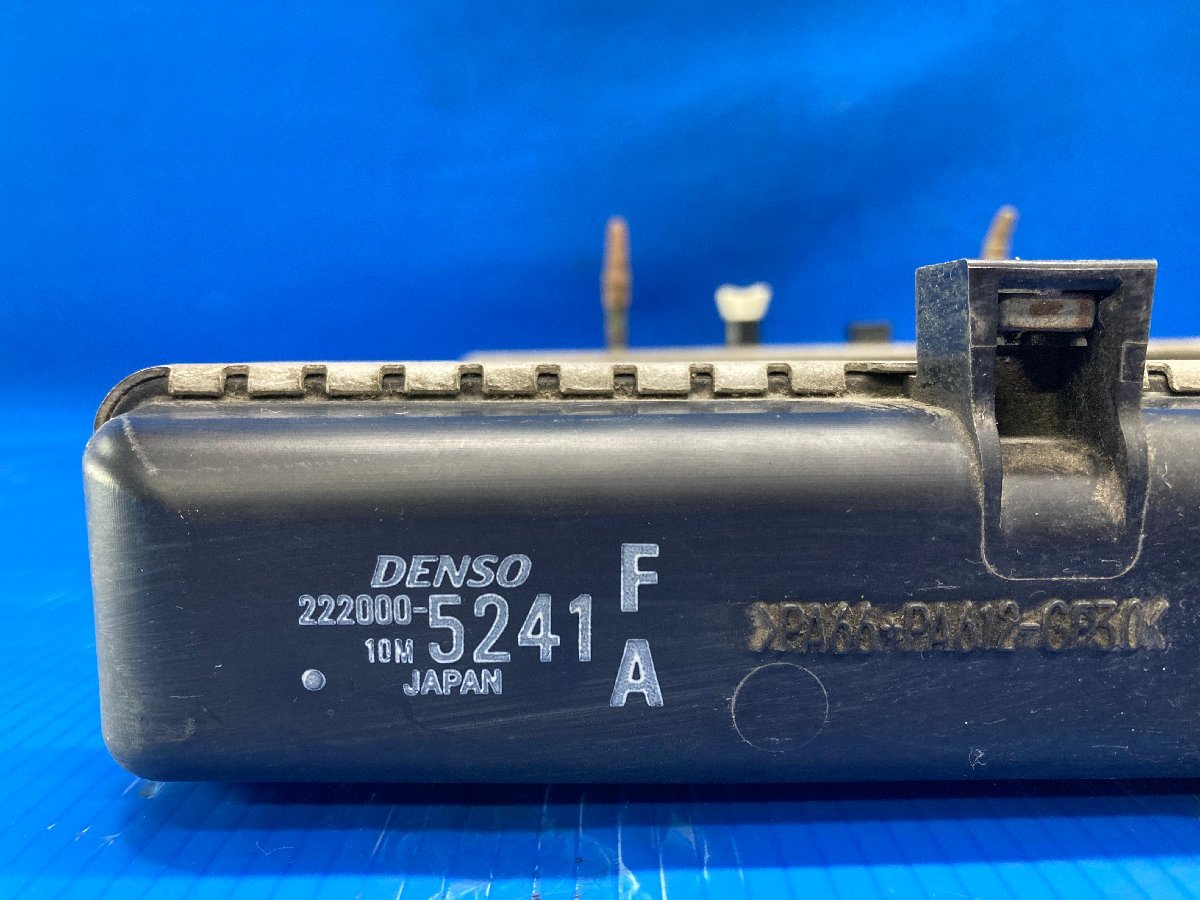 DENSO
222000-5241
10M
JAPAN
F
A
>PA66+PA612-GF30<